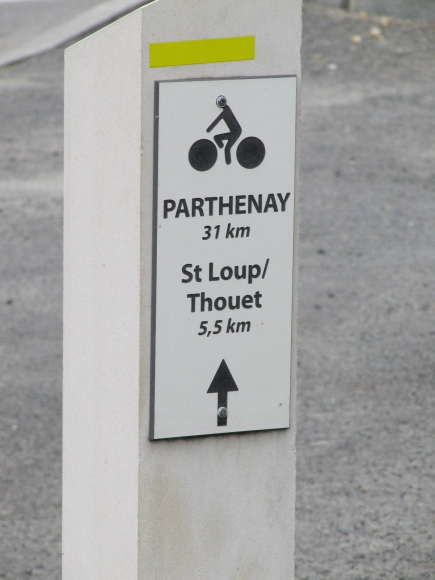 PARTHENAY
31 km
St Loup/
Thouet
5,5 km